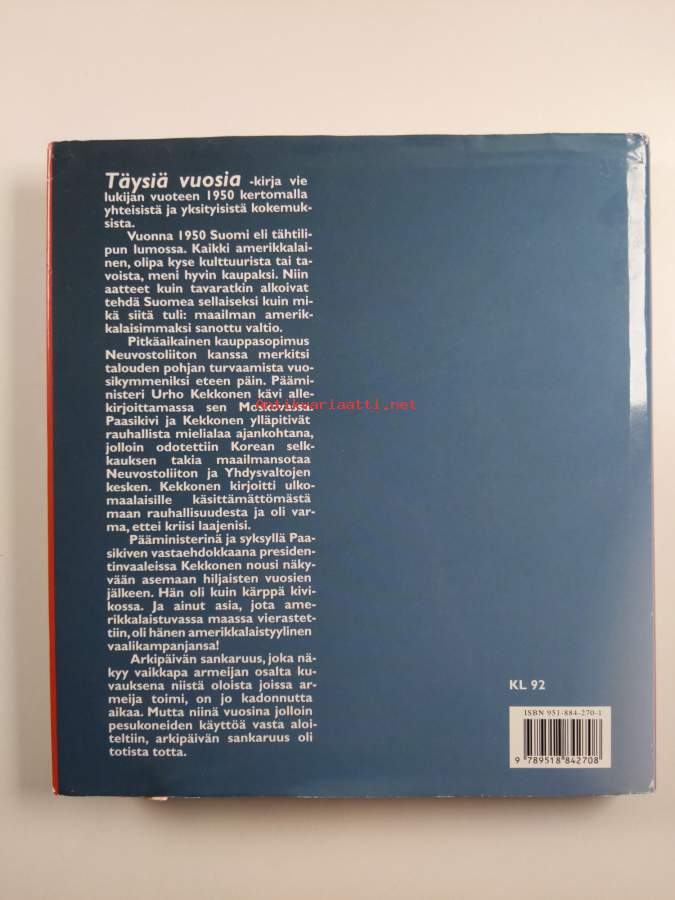 Täysiä vuosia -kirja vie
lukijan vuoteen 1950 kertomalla
yhteisistä ja yksityisistä kokemuk-
sista.
Vuonna 1950 Suomi eli tähtili-
pun lumossa. Kaikki amerikkalai-
nen, olipa kyse kulttuurista tai ta-
voista, meni hyvin kaupaksi. Niin
aatteet kuin tavaratkin alkoivat
tehdä Suomea sellaiseksi kuin mi-
kä siitä tuli: maailman amerik-
kalaisimmaksi sanottu valtio.
Pitkäaikainen kauppasopimus
Neuvostoliiton kanssa merkitsi
talouden pohjan turvaamista vuo-
sikymmeniksi eteen päin. Päämi-
nisteri Urho Kekkonen kävi alle-
kirjoittamassa sen Moskovassa.
Antikvariaatti.net
Paasikivi ja Kekkonen ylläpitivät
rauhallista mielialaa ajankohtana,
jolloin odotettiin Korean selk-
kauksen takia maailmansotaa
Neuvostoliiton ja Yhdysvaltojen
kesken. Kekkonen kirjoitti ulko-
maalaisille käsittämättömästä
maan rauhallisuudesta ja oli var-
ma, ettei kriisi laajenisi.
Pääministerinä ja syksyllä Paa-
sikiven vastaehdokkaana presiden-
tinvaaleissa Kekkonen nousi näky-
vään asemaan hiljaisten vuosien
jälkeen. Hän oli kuin kärppä kivi-
kossa. Ja ainut asia, jota ame-
rikkalaistuvassa maassa vierastet-
tiin, oli hänen amerikkalaistyylinen
vaalikampanjansa!
Arkipäivän sankaruus, joka nä-
kyy vaikkapa armeijan osalta ku-
vauksena niistä oloista joissa ar-
meija toimi, on jo kadonnutta
aikaa. Mutta niinä vuosina jolloin
pesukoneiden käyttöä vasta aloi-
teltiin, arkipäivän sankaruus oli
totista totta.
KL 92
ISBN 951-884-270-1
9 789518 842708